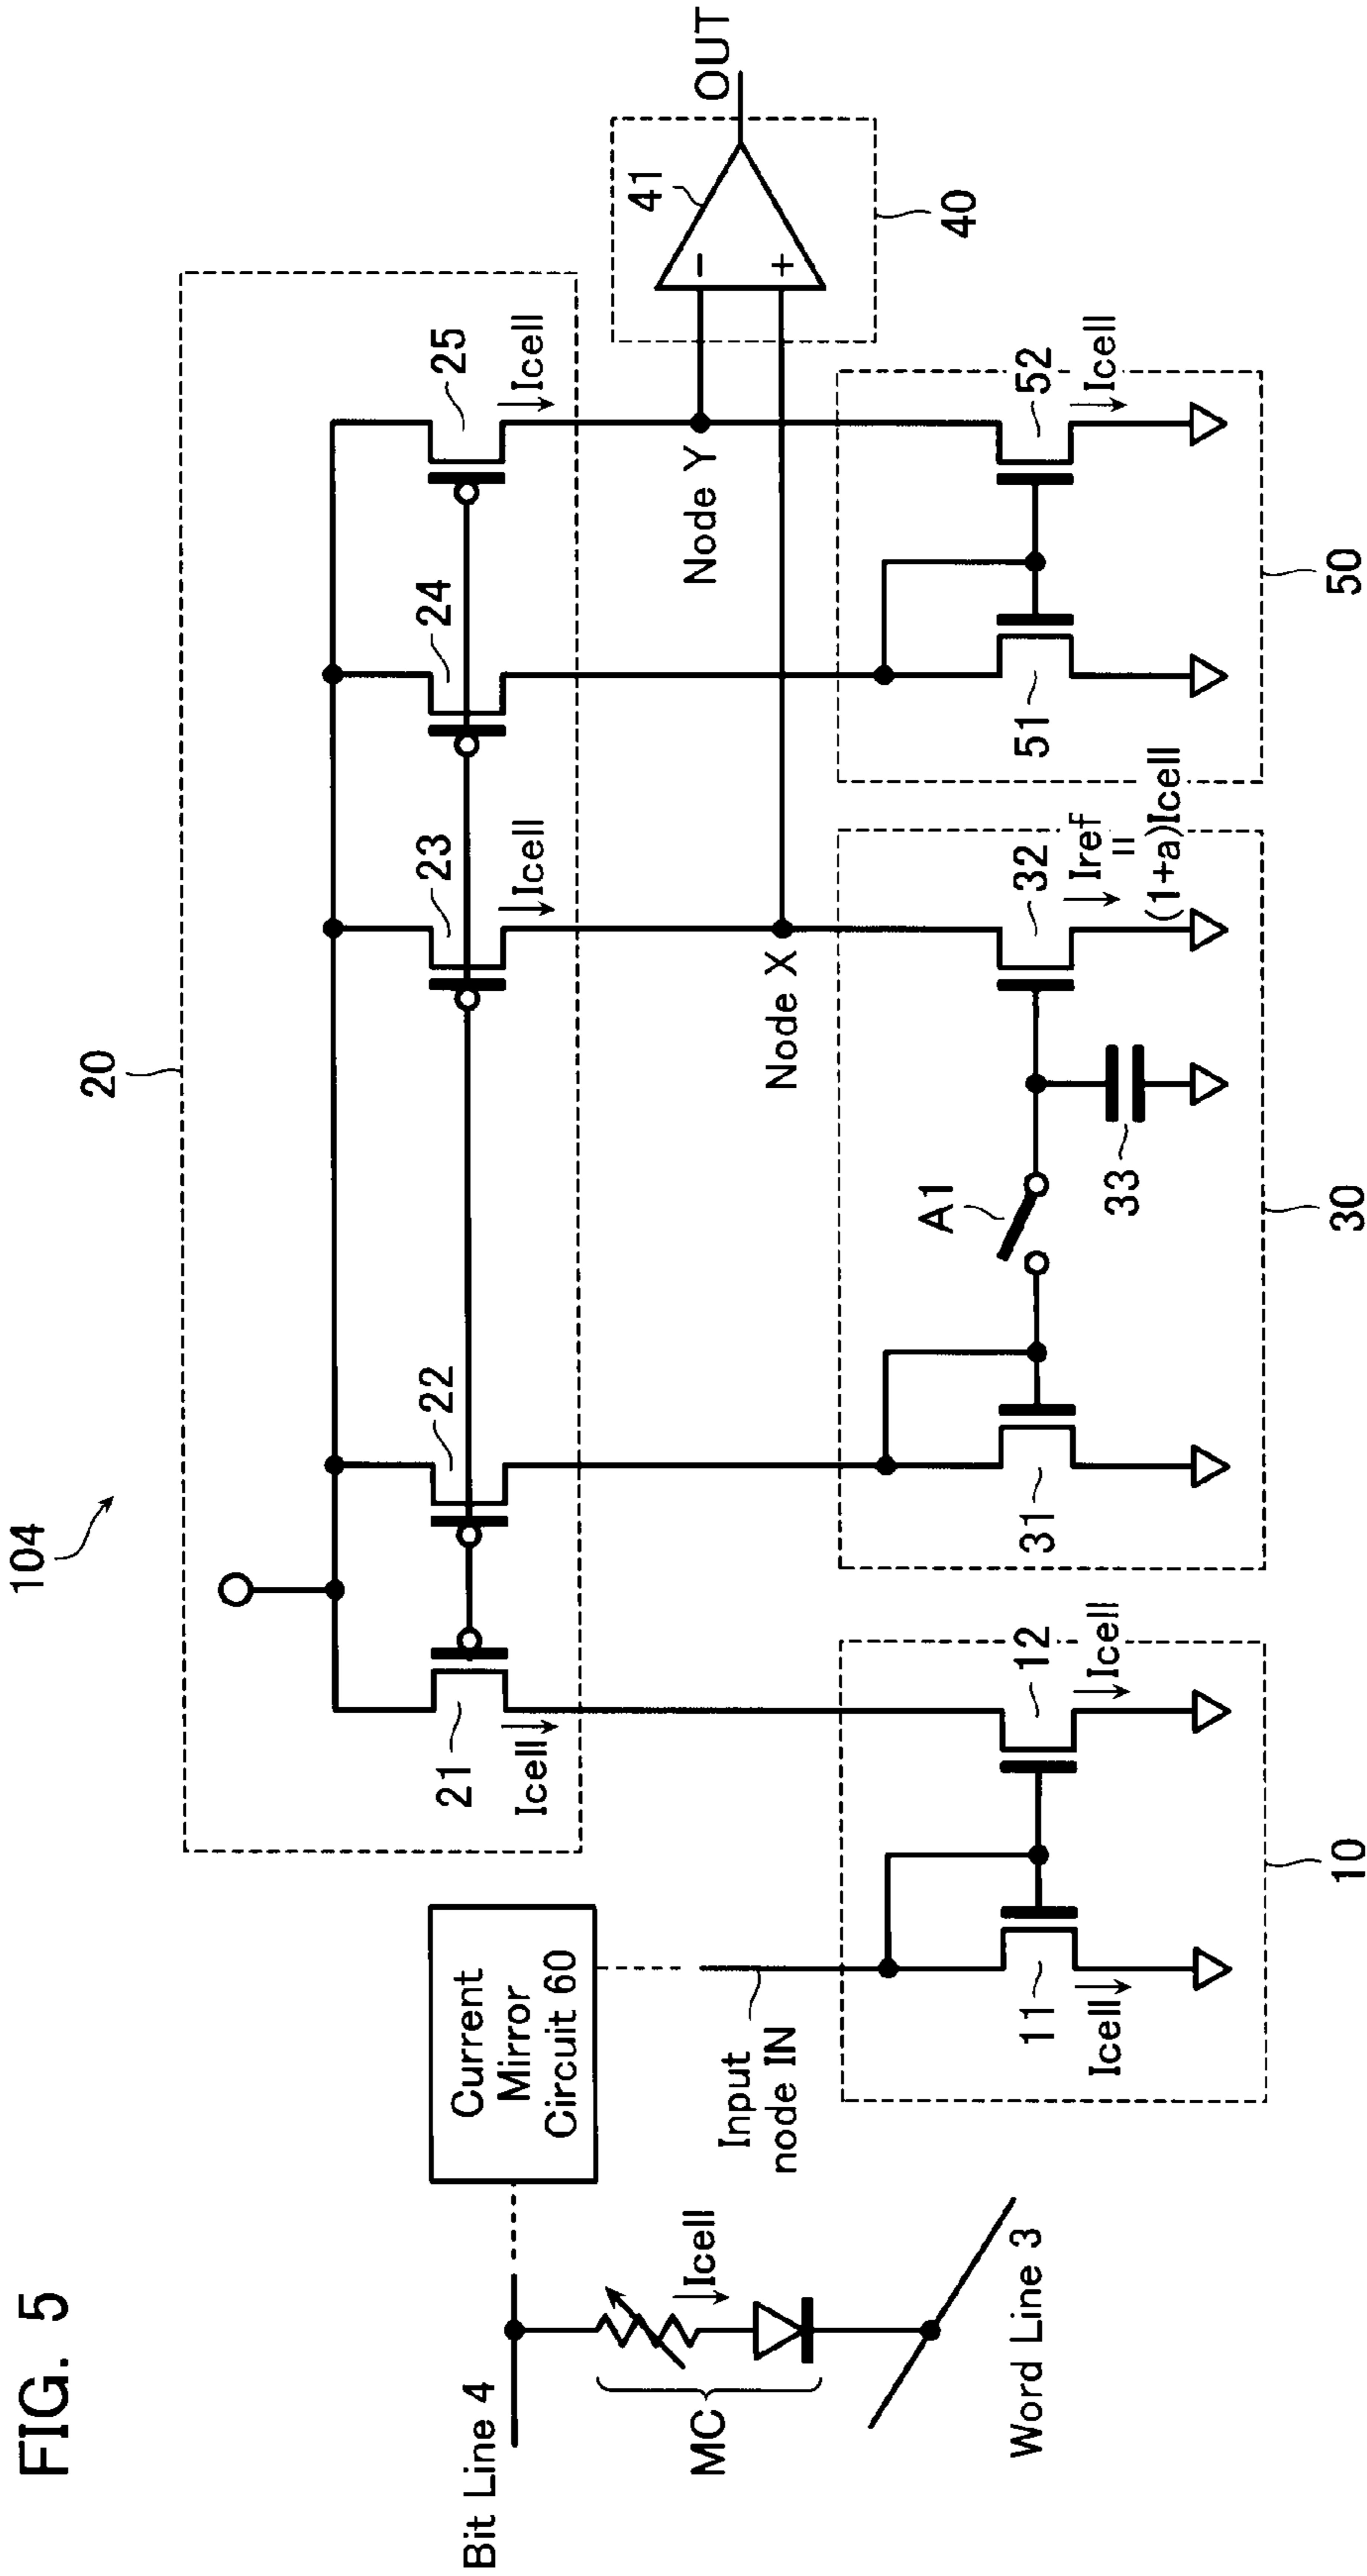 FIG. 5
104
20
21
22
23
24
25
Icell
Icell
Icell
Current
Mirror
Circuit 60
Bit Line 4
Icell
MC
Word Line 3
Input
node IN
Node X
Node Y
−
+
41
40
OUT
11
Icell
12
Icell
10
31
A1
33
32
Iref
=
(1+a)Icell
30
51
52
Icell
50